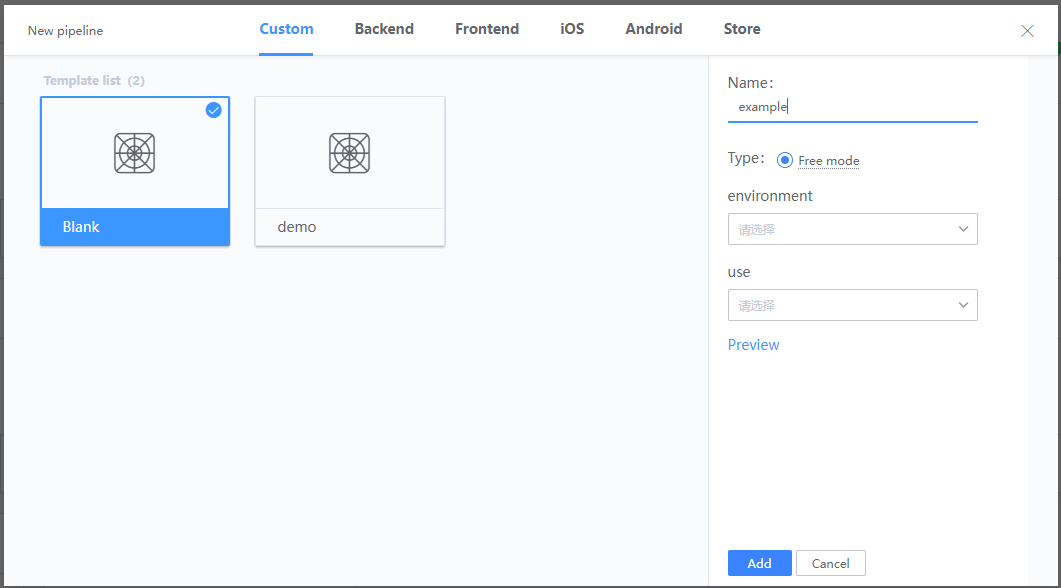 New pipeline
Custom
Backend
Frontend
iOS
Android
Store
Template list (2)
Blank
demo
Name：
example
Type：
Free mode
environment
请选择
use
请选择
Preview
Add
Cancel